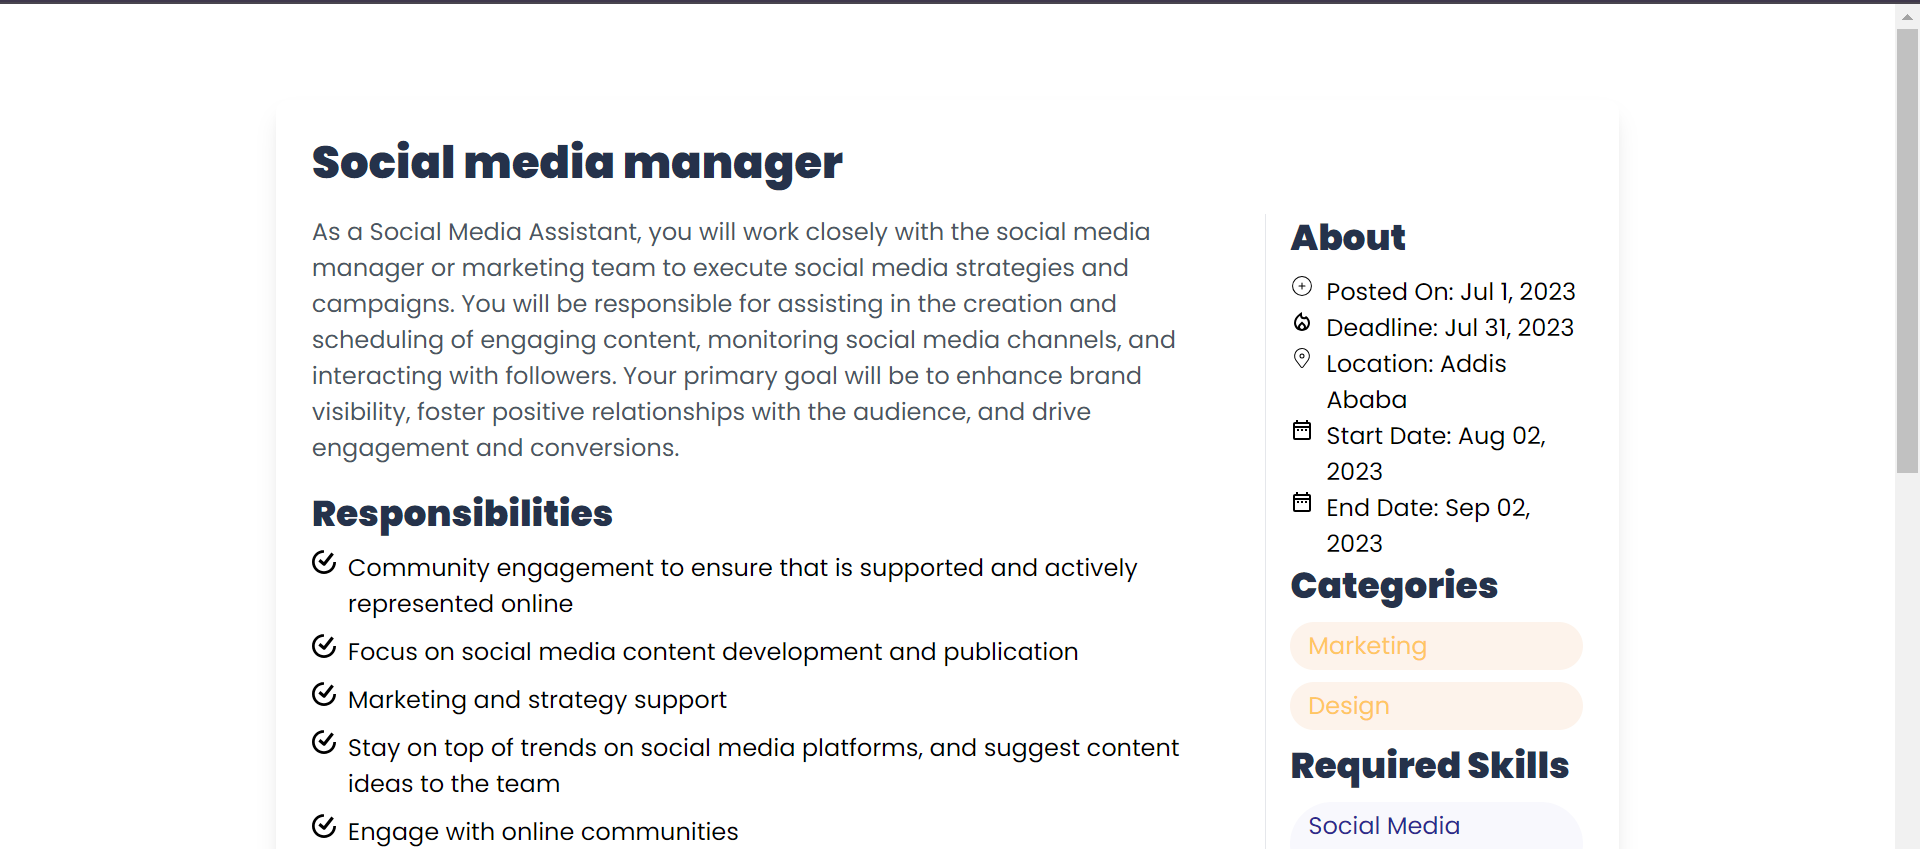 Social media manager
As a Social Media Assistant, you will work closely with the social media
manager or marketing team to execute social media strategies and
campaigns. You will be responsible for assisting in the creation and
scheduling of engaging content, monitoring social media channels, and
interacting with followers. Your primary goal will be to enhance brand
visibility, foster positive relationships with the audience, and drive
engagement and conversions.
Responsibilities
Community engagement to ensure that is supported and actively
represented online
Focus on social media content development and publication
Marketing and strategy support
Stay on top of trends on social media platforms, and suggest content
ideas to the team
Engage with online communities
About
Posted On: Jul 1, 2023
Deadline: Jul 31, 2023
Location: Addis
Ababa
Start Date: Aug 02,
2023
End Date: Sep 02,
2023
Categories
Marketing
Design
Required Skills
Social Media